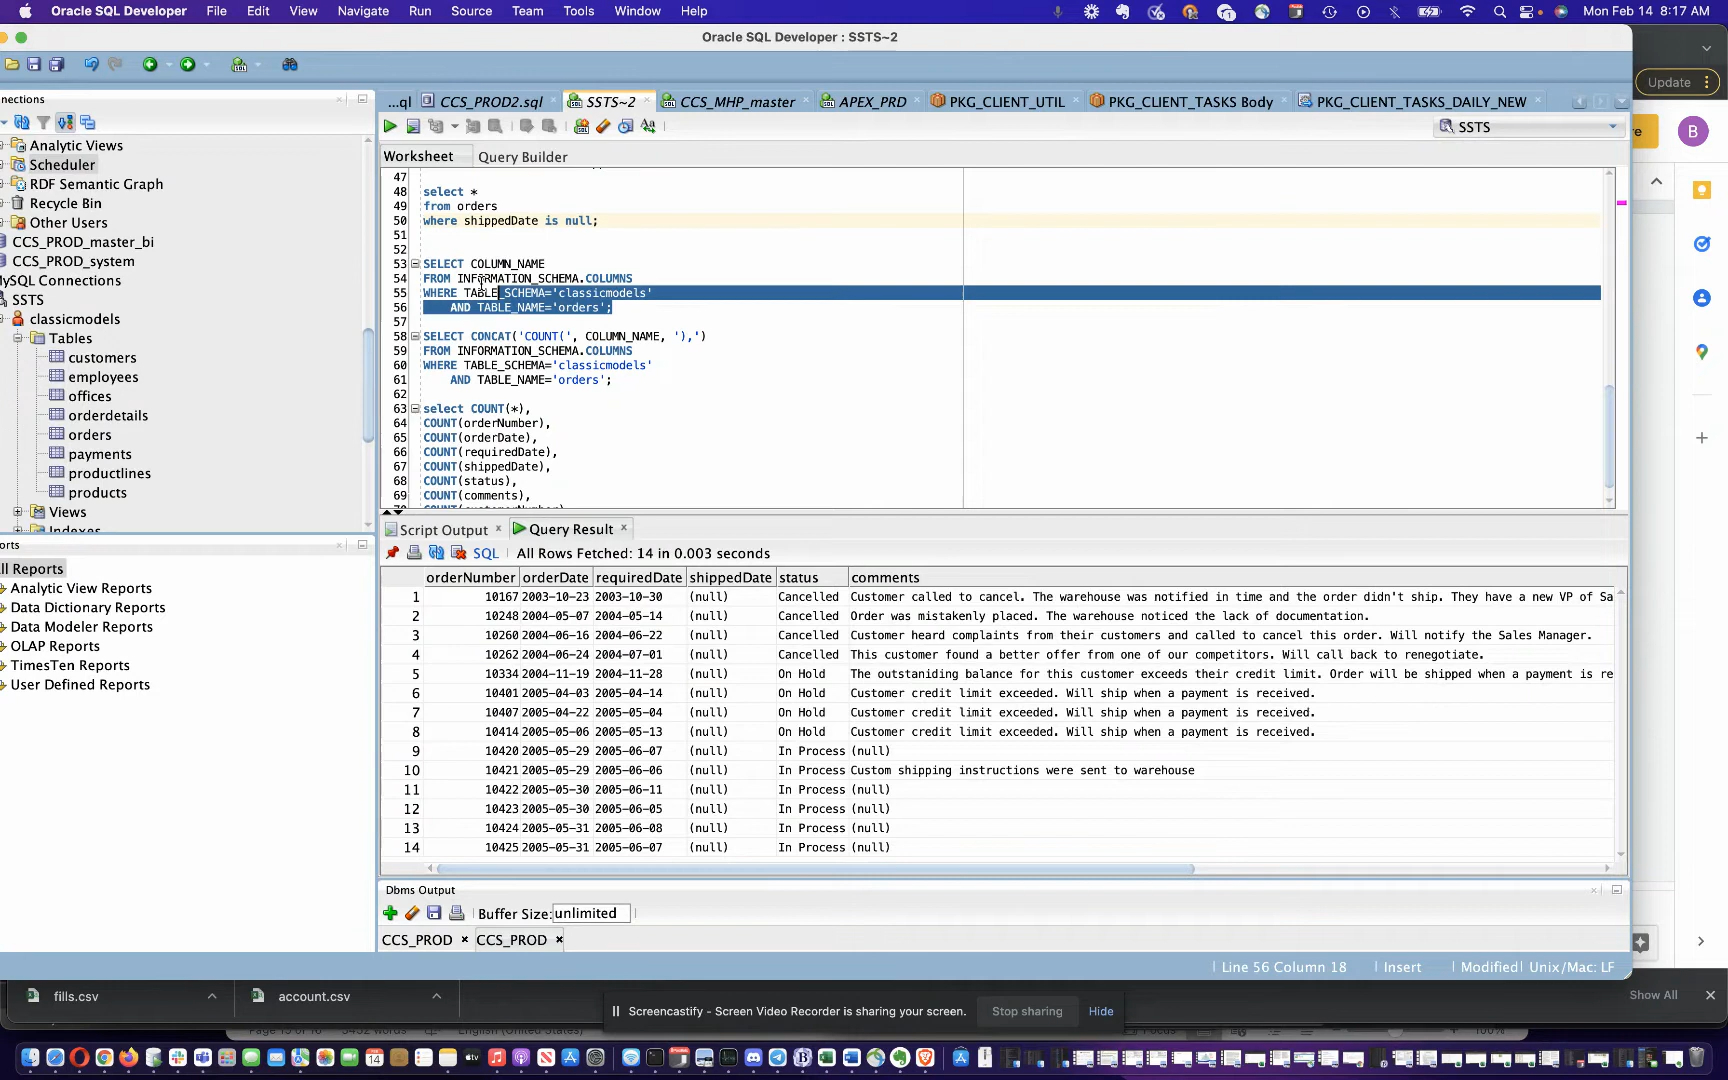 Oracle SQL Developer File Edit View Navigate Run Source Team Tools Window Help Mon Feb 14 8:17 AM
Oracle SQL Developer : SSTS~2
Update
...ql CCS_PROD2.sql SSTS~2 CCS_MHP_master APEX_PRD PKG_CLIENT_UTIL PKG_CLIENT_TASKS Body PKG_CLIENT_TASKS_DAILY_NEW
SSTS
B
Worksheet Query Builder
nnections
Analytic Views
Scheduler
RDF Semantic Graph
Recycle Bin
Other Users
CCS_PROD_master_bi
CCS_PROD_system
MySQL Connections
SSTS
classicmodels
Tables
customers
employees
offices
orderdetails
orders
payments
productlines
products
Views
Indexes
47
48 select *
49 from orders
50 where shippedDate is null;
51
52
53 SELECT COLUMN_NAME
54 FROM INFORMATION_SCHEMA.COLUMNS
55 WHERE TABLE_SCHEMA='classicmodels'
56 AND TABLE_NAME='orders';
57
58 SELECT CONCAT('COUNT(', COLUMN_NAME, '),')
59 FROM INFORMATION_SCHEMA.COLUMNS
60 WHERE TABLE_SCHEMA='classicmodels'
61 AND TABLE_NAME='orders';
62
63 select COUNT(*),
64 COUNT(orderNumber),
65 COUNT(orderDate),
66 COUNT(requiredDate),
67 COUNT(shippedDate),
68 COUNT(status),
69 COUNT(comments),
70 COUNT(customerNumber)
orts
ll Reports
Analytic View Reports
Data Dictionary Reports
Data Modeler Reports
OLAP Reports
TimesTen Reports
User Defined Reports
Script Output Query Result
SQL All Rows Fetched: 14 in 0.003 seconds
orderNumber orderDate requiredDate shippedDate status comments
1 10167 2003-10-23 2003-10-30 (null) Cancelled Customer called to cancel. The warehouse was notified in time and the order didn't ship. They have a new VP of Sa
2 10248 2004-05-07 2004-05-14 (null) Cancelled Order was mistakenly placed. The warehouse noticed the lack of documentation.
3 10260 2004-06-16 2004-06-22 (null) Cancelled Customer heard complaints from their customers and called to cancel this order. Will notify the Sales Manager.
4 10262 2004-06-24 2004-07-01 (null) Cancelled This customer found a better offer from one of our competitors. Will call back to renegotiate.
5 10334 2004-11-19 2004-11-28 (null) On Hold The outstaniding balance for this customer exceeds their credit limit. Order will be shipped when a payment is re
6 10401 2005-04-03 2005-04-14 (null) On Hold Customer credit limit exceeded. Will ship when a payment is received.
7 10407 2005-04-22 2005-05-04 (null) On Hold Customer credit limit exceeded. Will ship when a payment is received.
8 10414 2005-05-06 2005-05-13 (null) On Hold Customer credit limit exceeded. Will ship when a payment is received.
9 10420 2005-05-29 2005-06-07 (null) In Process (null)
10 10421 2005-05-29 2005-06-06 (null) In Process Custom shipping instructions were sent to warehouse
11 10422 2005-05-30 2005-06-11 (null) In Process (null)
12 10423 2005-05-30 2005-06-05 (null) In Process (null)
13 10424 2005-05-31 2005-06-08 (null) In Process (null)
14 10425 2005-05-31 2005-06-07 (null) In Process (null)
Dbms Output
Buffer Size: unlimited
CCS_PROD CCS_PROD
Line 56 Column 18 Insert Modified Unix/Mac: LF
fills.csv account.csv
Screencastify - Screen Video Recorder is sharing your screen. Stop sharing Hide
Show All
English (United States) Focus 100%